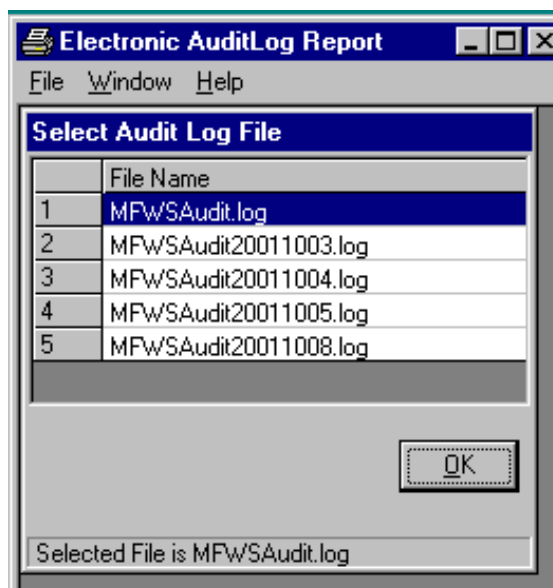 Electronic AuditLog Report
File Window Help
Select Audit Log File
File Name
1 MFWSAudit.log
2 MFWSAudit20011003.log
3 MFWSAudit20011004.log
4 MFWSAudit20011005.log
5 MFWSAudit20011008.log
OK
Selected File is MFWSAudit.log